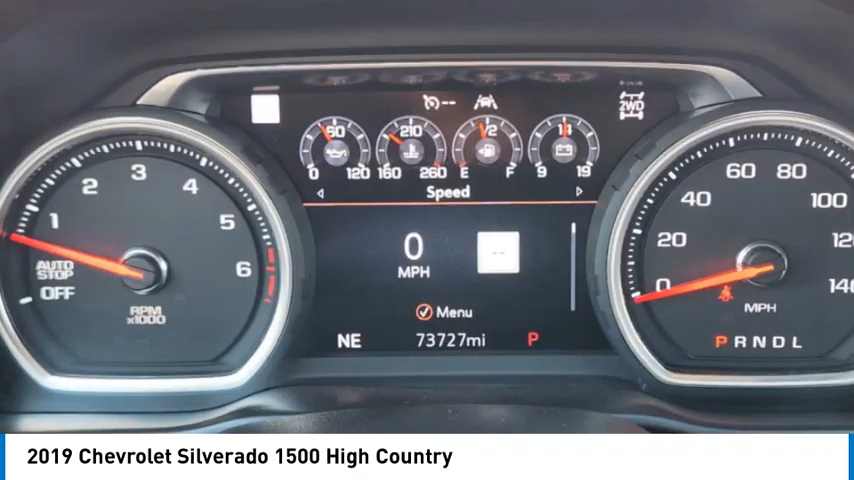 2WD
60 210 1/2 14
0 120 160 260 E F 9 19
Speed
0
MPH
--
Menu
NE 73727mi P
1 2 3 4 5 6
AUTO
STOP
OFF
RPM
x1000
0 20 40 60 80 100 140
MPH
PRNDL
2019 Chevrolet Silverado 1500 High Country